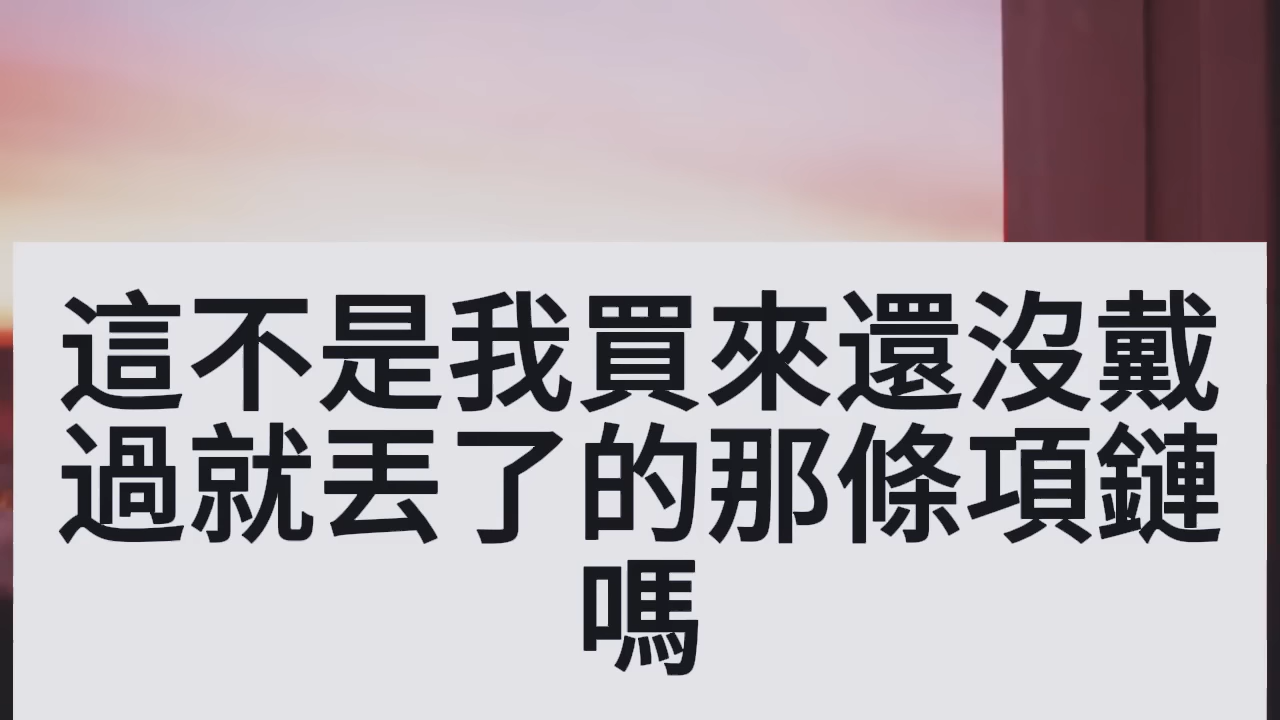 這不是我買來還沒戴
過就丟了的那條項鏈
嗎